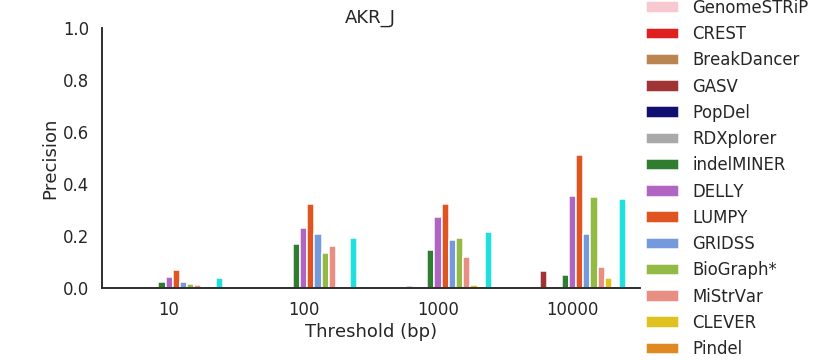 AKR_J
1.0
0.8
0.6
0.4
0.2
0.0
Precision
10
100
1000
10000
Threshold (bp)
GenomeSTRiP
CREST
BreakDancer
GASV
PopDel
RDXplorer
indelMINER
DELLY
LUMPY
GRIDSS
BioGraph*
MiStrVar
CLEVER
Pindel